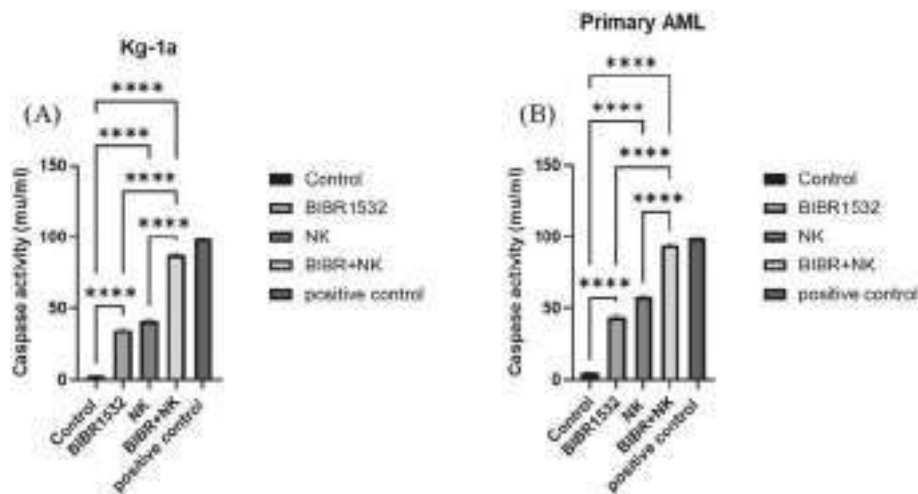 Kg-1a
(A)
****
****
****
****
****
Caspase activity (mu/ml)
150
100
50
0
Control
BIBR1532
NK
BIBR+NK
positive control
Control
BIBR1532
NK
BIBR+NK
positive control
Primary AML
(B)
****
****
****
****
****
Caspase activity (mu/ml)
150
100
50
0
Control
BIBR1532
NK
BIBR+NK
positive control
Control
BIBR1532
NK
BIBR+NK
positive control